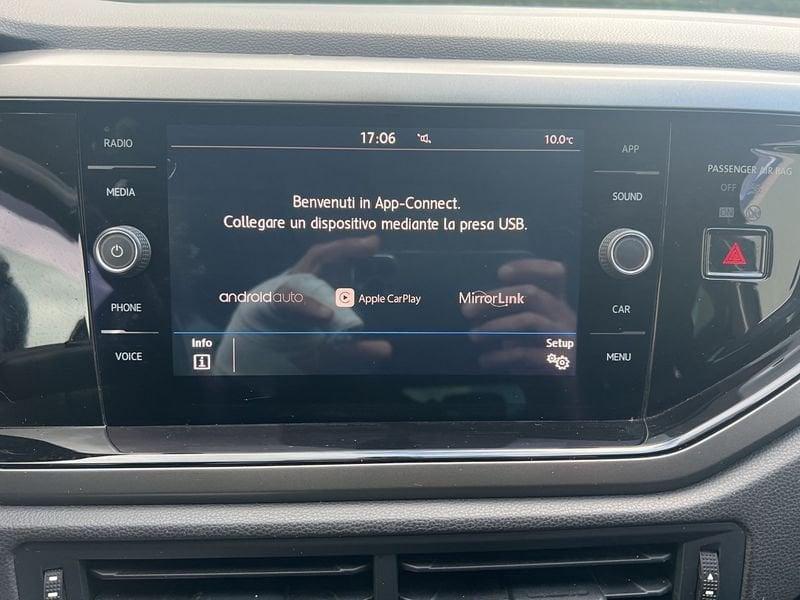 RADIO
MEDIA
PHONE
VOICE
17:06
10.0°C
Benvenuti in App-Connect.
Collegare un dispositivo mediante la presa USB.
androidauto
Apple CarPlay
MirrorLink
Info
i
Setup
APP
SOUND
CAR
MENU
PASSENGER AIR BAG
OFF
ON